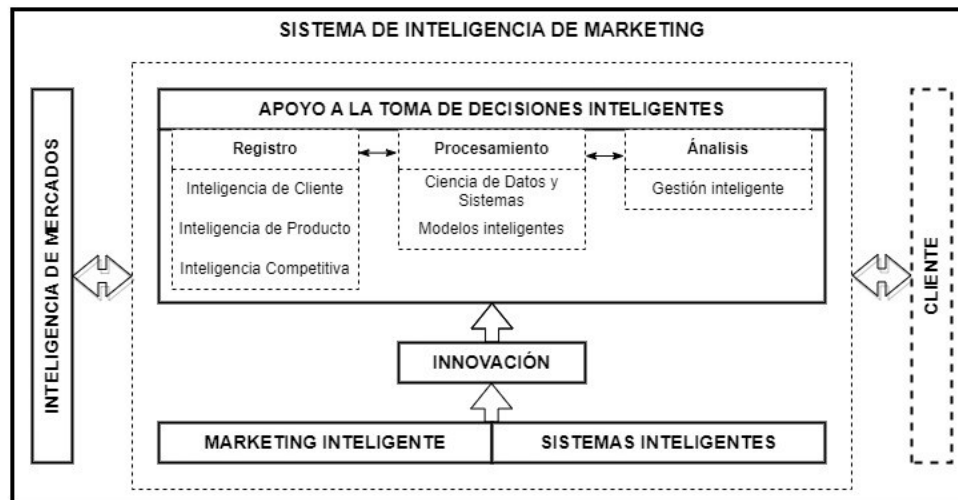 SISTEMA DE INTELIGENCIA DE MARKETING
INTELIGENCIA DE MERCADOS
APOYO A LA TOMA DE DECISIONES INTELIGENTES
Registro
Inteligencia de Cliente
Inteligencia de Producto
Inteligencia Competitiva
Procesamiento
Ciencia de Datos y
Sistemas
Modelos inteligentes
Ánalisis
Gestión inteligente
INNOVACIÓN
MARKETING INTELIGENTE
SISTEMAS INTELIGENTES
CLIENTE